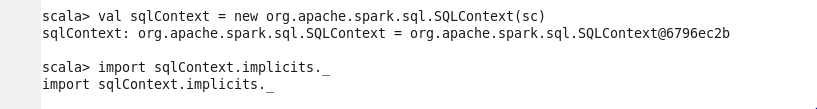 scala> val sqlContext = new org.apache.spark.sql.SQLContext(sc)
sqlContext: org.apache.spark.sql.SQLContext = org.apache.spark.sql.SQLContext@6796ec2b
scala> import sqlContext.implicits._
import sqlContext.implicits._